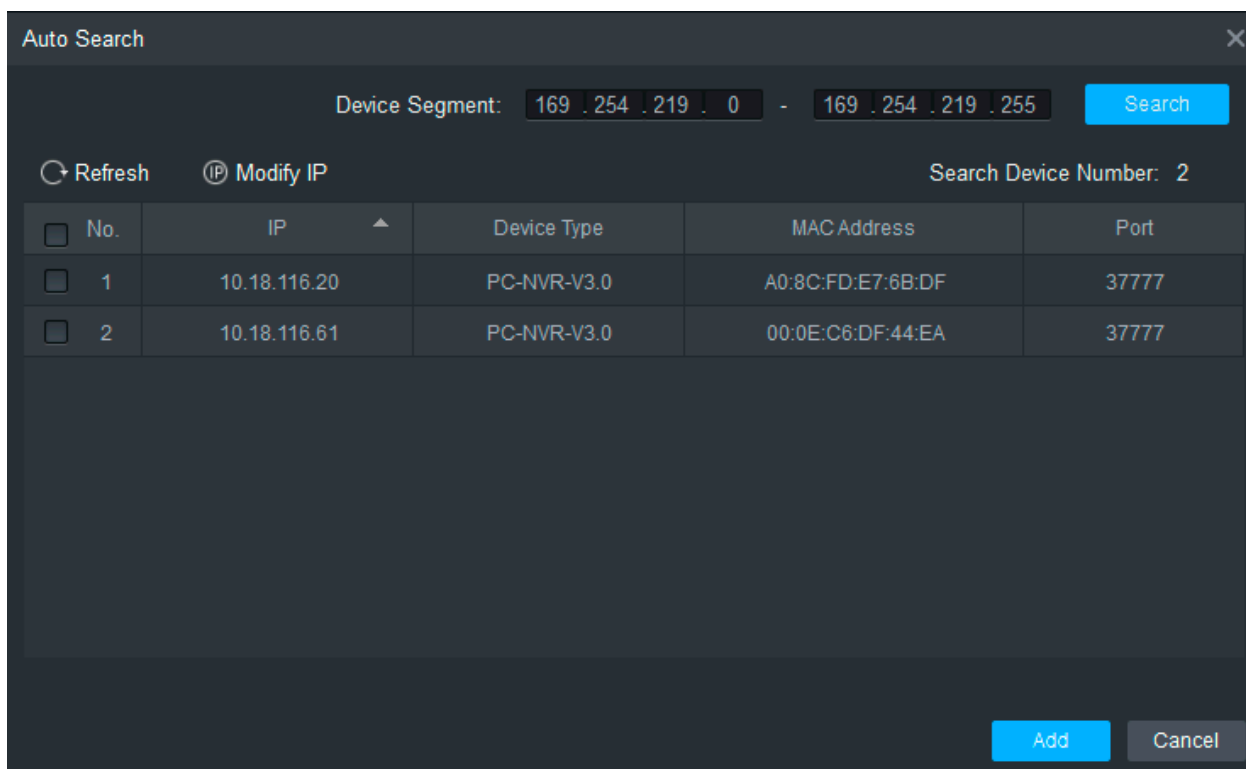 Auto Search
Device Segment: 169 . 254 . 219 . 0 - 169 . 254 . 219 . 255 Search
Refresh IP Modify IP Search Device Number: 2
No. IP Device Type MAC Address Port
1 10.18.116.20 PC-NVR-V3.0 A0:8C:FD:E7:6B:DF 37777
2 10.18.116.61 PC-NVR-V3.0 00:0E:C6:DF:44:EA 37777
Add Cancel